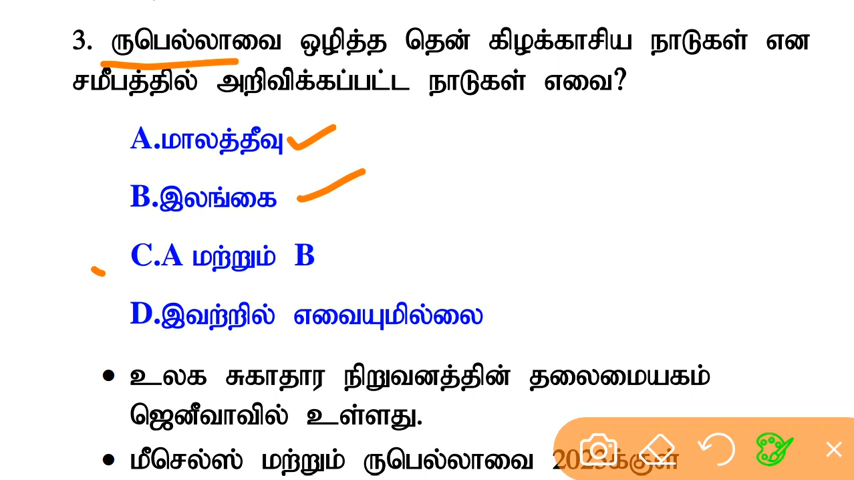 3. ருபெல்லாவை ஒழித்த தென் கிழக்காசிய நாடுகள் என
சமீபத்தில் அறிவிக்கப்பட்ட நாடுகள் எவை?
A.மாலத்தீவு
B.இலங்கை
C.A மற்றும் B
D.இவற்றில் எவையுமில்லை
• உலக சுகாதார நிறுவனத்தின் தலைமையகம்
ஜெனீவாவில் உள்ளது.
• மீசெல்ஸ் மற்றும் ருபெல்லாவை